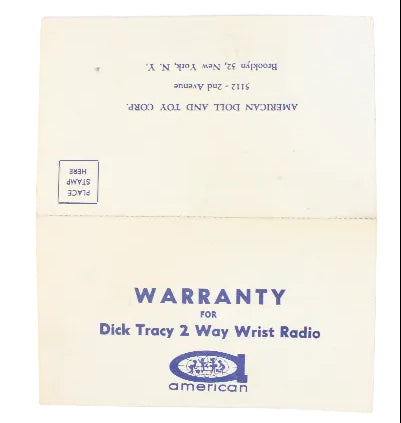 AMERICAN DOLL AND TOY CORP.
5112 - 2nd Avenue
Brooklyn 32, New York, N. Y.
PLACE
STAMP
HERE
WARRANTY
FOR
Dick Tracy 2 Way Wrist Radio
a
american